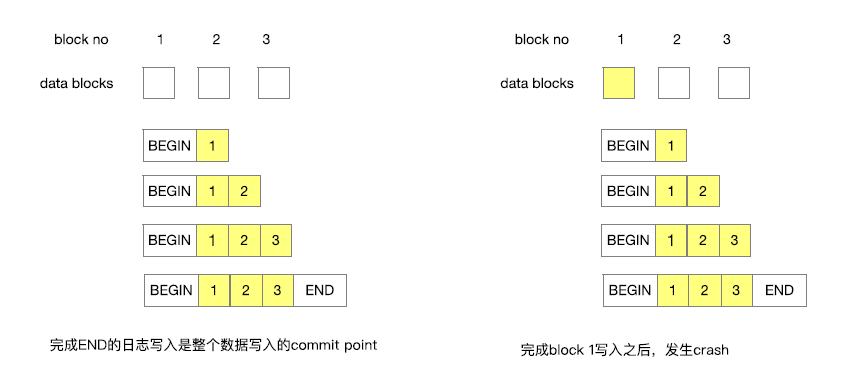 block no 1 2 3
data blocks
BEGIN 1
BEGIN 1 2
BEGIN 1 2 3
BEGIN 1 2 3 END
完成END的日志写入是整个数据写入的commit point
block no 1 2 3
data blocks
BEGIN 1
BEGIN 1 2
BEGIN 1 2 3
BEGIN 1 2 3 END
完成block 1写入之后，发生crash